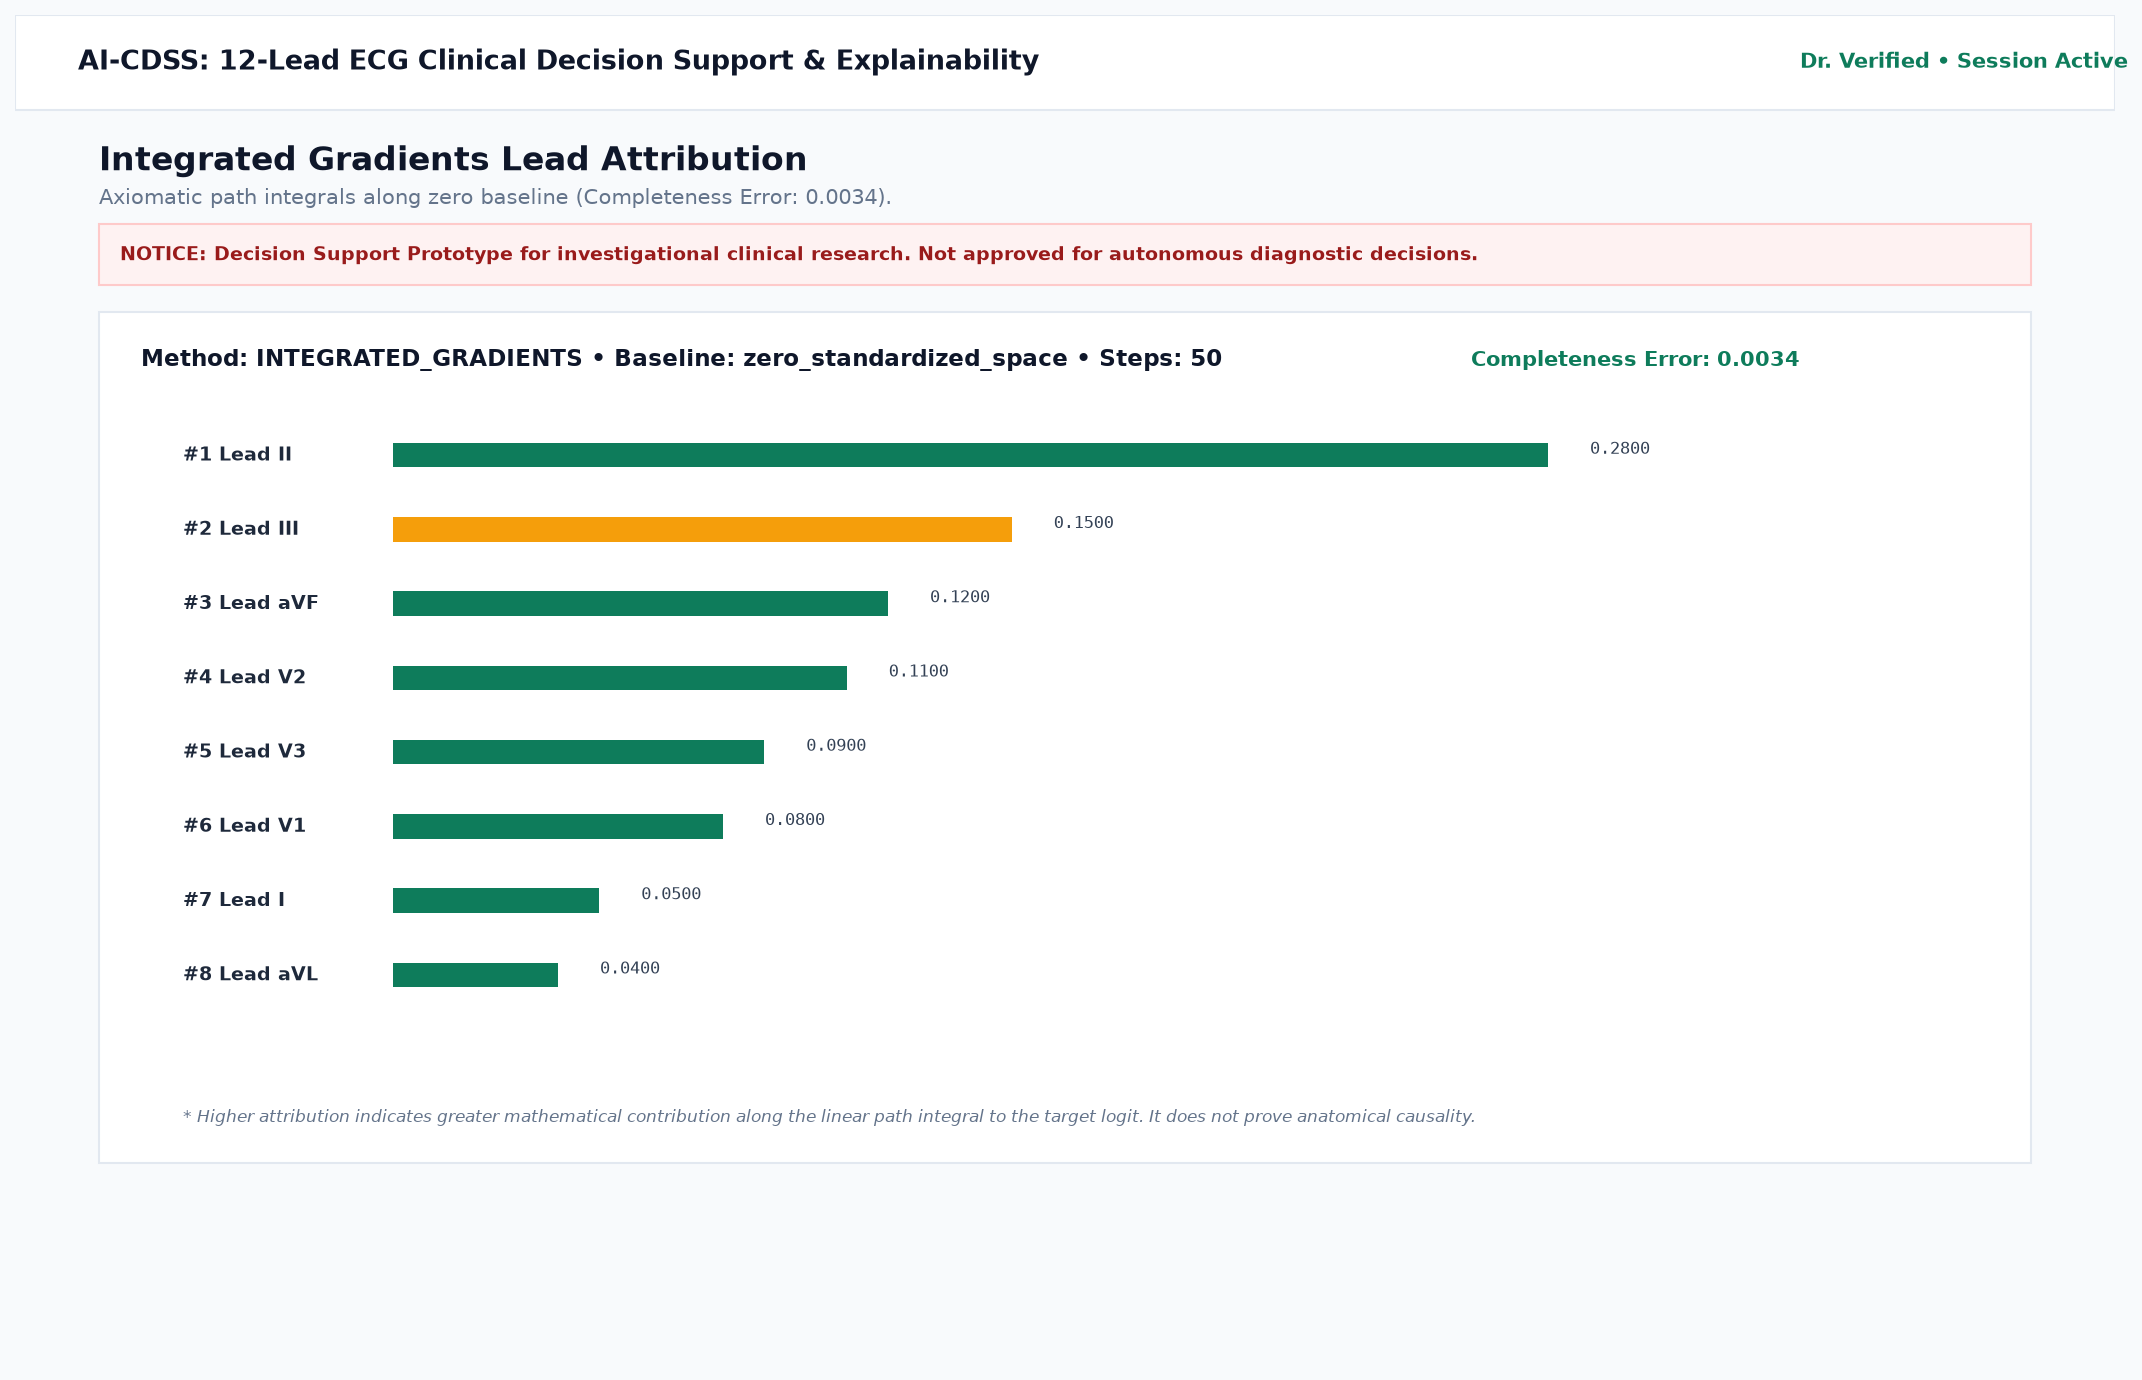 AI-CDSS: 12-Lead ECG Clinical Decision Support & Explainability
Dr. Verified • Session Active
Integrated Gradients Lead Attribution
Axiomatic path integrals along zero baseline (Completeness Error: 0.0034).
NOTICE: Decision Support Prototype for investigational clinical research. Not approved for autonomous diagnostic decisions.
Method: INTEGRATED_GRADIENTS • Baseline: zero_standardized_space • Steps: 50
Completeness Error: 0.0034
#1 Lead II
0.2800
#2 Lead III
0.1500
#3 Lead aVF
0.1200
#4 Lead V2
0.1100
#5 Lead V3
0.0900
#6 Lead V1
0.0800
#7 Lead I
0.0500
#8 Lead aVL
0.0400
* Higher attribution indicates greater mathematical contribution along the linear path integral to the target logit. It does not prove anatomical causality.